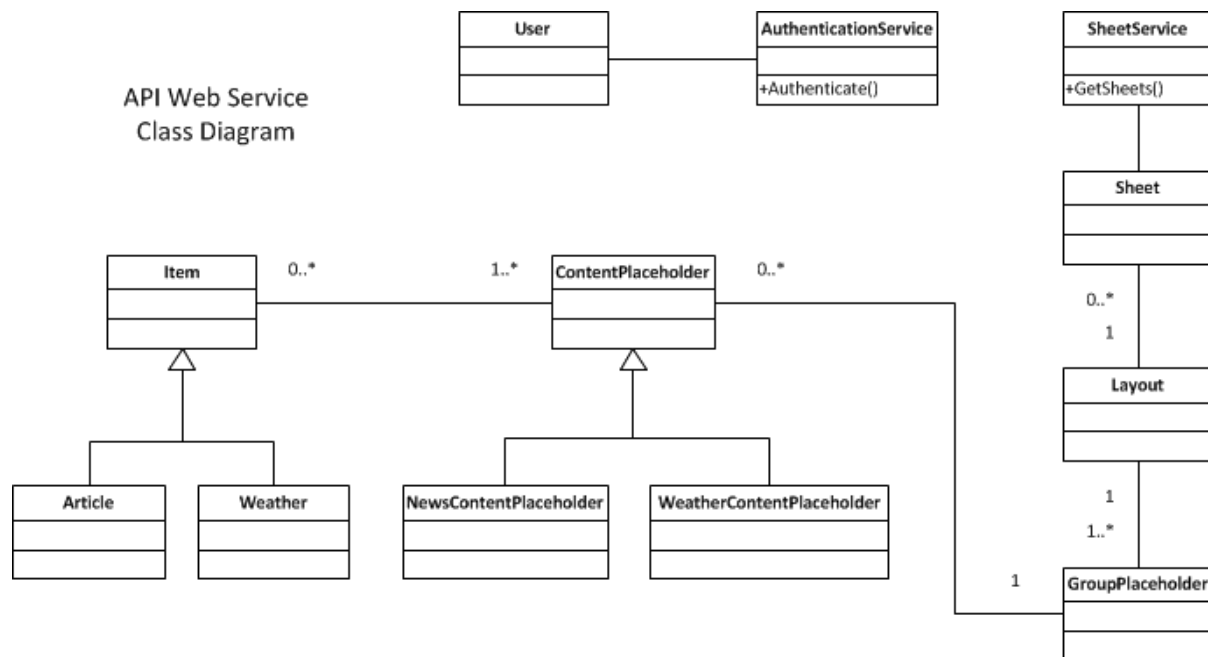 User
AuthenticationService
SheetService
+Authenticate()
+GetSheets()
API Web Service
Class Diagram
Sheet
Item
0..*
1..*
ContentPlaceholder
0..*
0..*
1
Layout
Article
Weather
NewsContentPlaceholder
WeatherContentPlaceholder
1
1..*
1
GroupPlaceholder